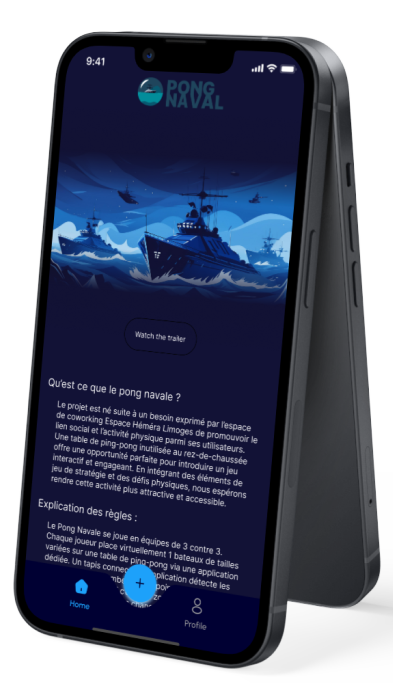 9:41
PONG
NAVAL
Watch the trailer
Qu'est ce que le pong navale ?
Le projet est né suite à un besoin exprimé par l'espace
de coworking Espace Héméra Limoges de promouvoir le
lien social et l'activité physique parmi ses utilisateurs.
Une table de ping-pong inutilisée au rez-de-chaussée
offre une opportunité parfaite pour introduire un jeu
interactif et engageant. En intégrant des éléments de
jeu de stratégie et des défis physiques, nous espérons
rendre cette activité plus attractive et accessible.
Explication des règles :
Le Pong Navale se joue en équipes de 3 contre 3.
Chaque joueur place virtuellement 1 bateaux de tailles
variées sur une table de ping-pong via une application
dédiée. Un tapis application détecte les
Home
Profile